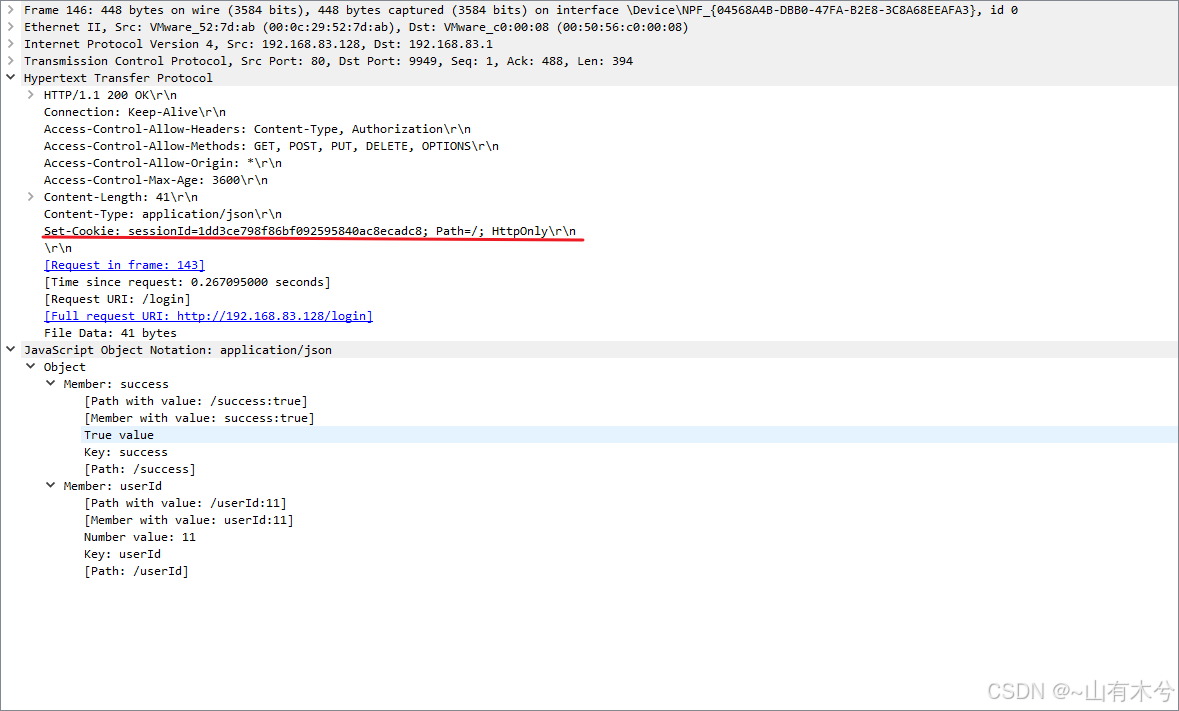 Frame 146: 448 bytes on wire (3584 bits), 448 bytes captured (3584 bits) on interface \Device\NPF_{04568A4B-DBB0-47FA-B2E8-3C8A68EEAFA3}, id 0
Ethernet II, Src: VMware_52:7d:ab (00:0c:29:52:7d:ab), Dst: VMware_c0:00:08 (00:50:56:c0:00:08)
Internet Protocol Version 4, Src: 192.168.83.128, Dst: 192.168.83.1
Transmission Control Protocol, Src Port: 80, Dst Port: 9949, Seq: 1, Ack: 488, Len: 394
Hypertext Transfer Protocol
HTTP/1.1 200 OK\r\n
Connection: Keep-Alive\r\n
Access-Control-Allow-Headers: Content-Type, Authorization\r\n
Access-Control-Allow-Methods: GET, POST, PUT, DELETE, OPTIONS\r\n
Access-Control-Allow-Origin: *\r\n
Access-Control-Max-Age: 3600\r\n
Content-Length: 41\r\n
Content-Type: application/json\r\n
Set-Cookie: sessionId=1dd3ce798f86bf092595840ac8ecadc8; Path=/; HttpOnly\r\n
\r\n
[Request in frame: 143]
[Time since request: 0.267095000 seconds]
[Request URI: /login]
[Full request URI: http://192.168.83.128/login]
File Data: 41 bytes
JavaScript Object Notation: application/json
Object
Member: success
[Path with value: /success:true]
[Member with value: success:true]
True value
Key: success
[Path: /success]
Member: userId
[Path with value: /userId:11]
[Member with value: userId:11]
Number value: 11
Key: userId
[Path: /userId]
CSDN @~山有木兮